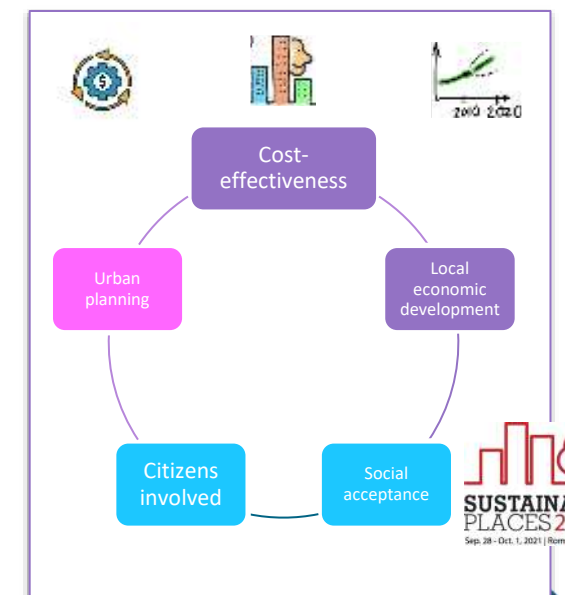 $
2010 2020
Cost-
effectiveness
Urban
planning
Local
economic
development
Citizens
involved
Social
acceptance
SUSTAINA
PLACES 2
Sep. 28 - Oct. 1, 2021 | Rom